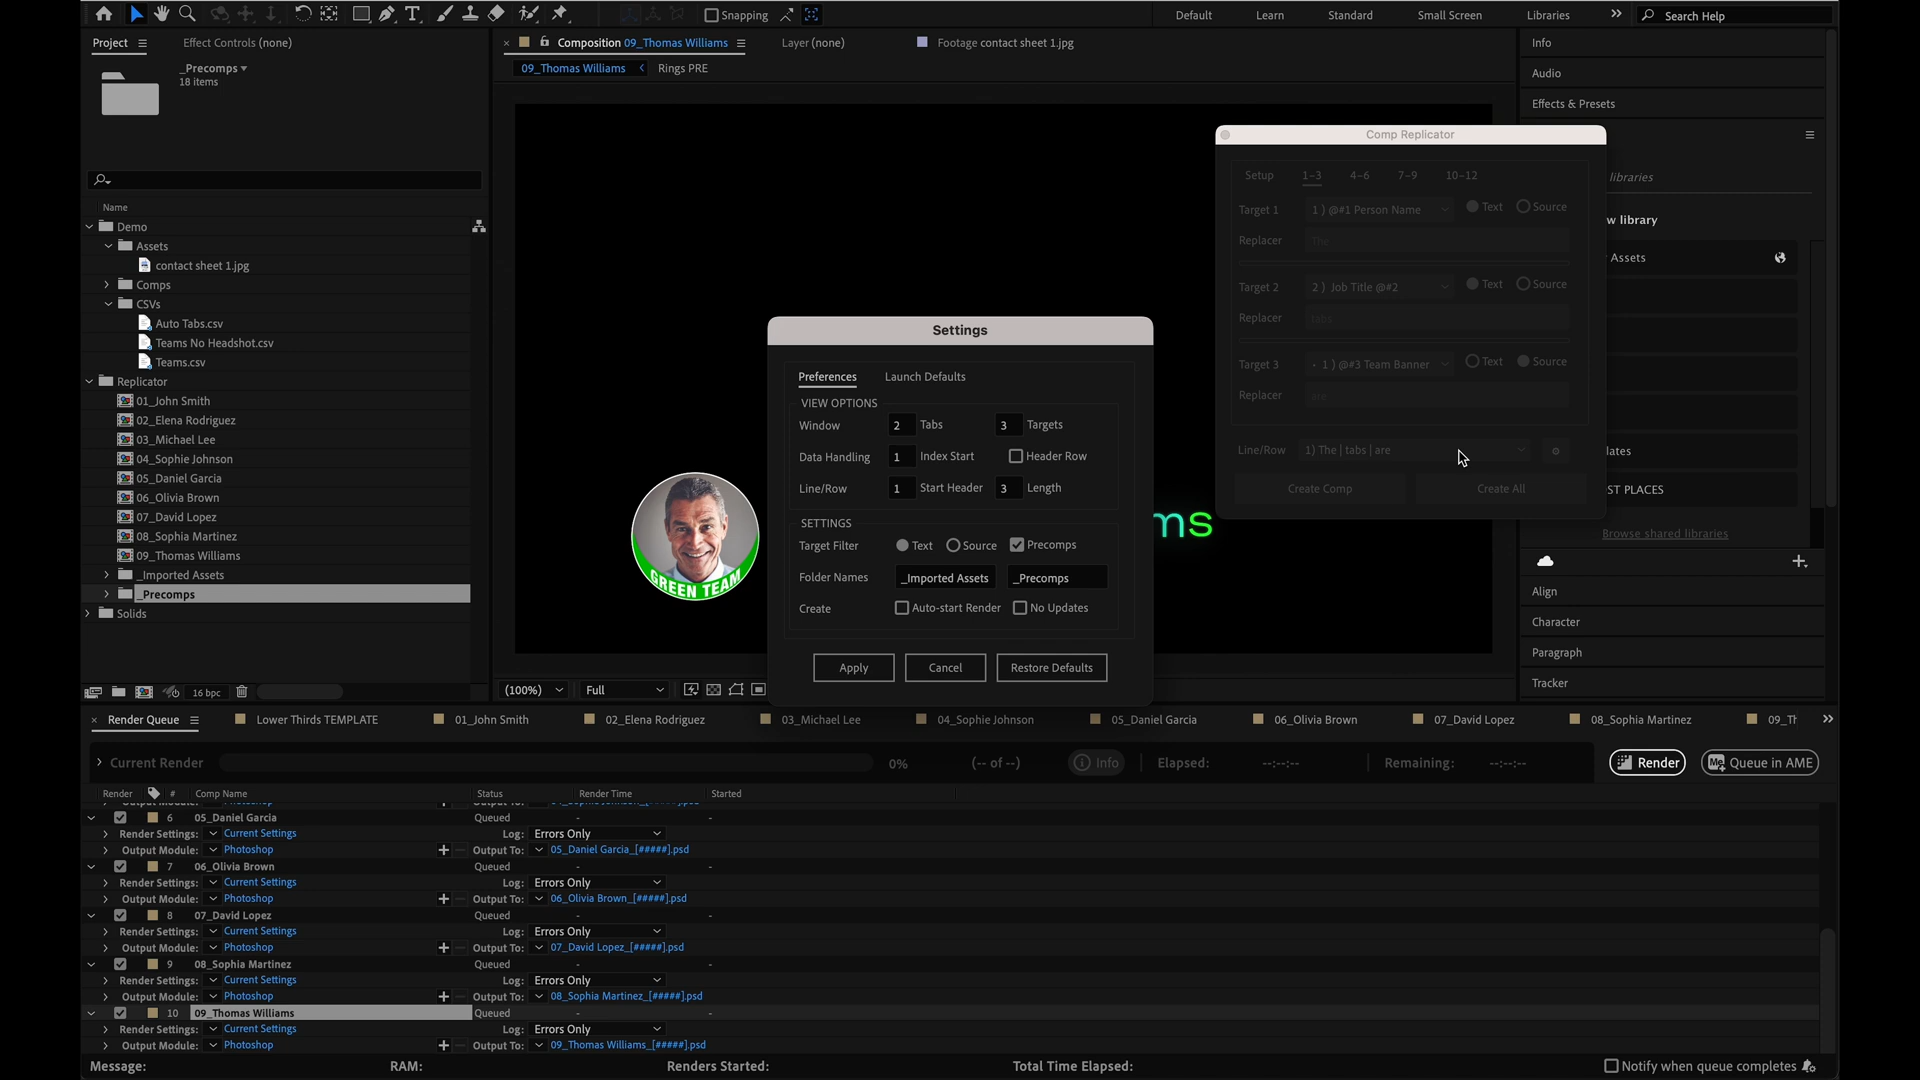 Snapping
Default
Learn
Standard
Small Screen
Libraries
Search Help
Project
Effect Controls (none)
Composition 09_Thomas Williams
Layer (none)
Footage contact sheet 1.jpg
Info
_Precomps
18 items
09_Thomas Williams
Rings PRE
Audio
Effects & Presets
Comp Replicator
Setup
1-3
4-6
7-9
10-12
libraries
Target 1
1 ) @#1 Person Name
Text
Source
Replacer
The
w library
Target 2
2 ) Job Title @#2
Text
Source
Replacer
tabs
Assets
Target 3
• 1 ) @#3 Team Banner
Text
Source
Replacer
Line/Row
1) The | tabs | are
lates
Create Comp
Create All
ST PLACES
Browse shared libraries
Name
Demo
Assets
contact sheet 1.jpg
Comps
CSVs
Auto Tabs.csv
Teams No Headshot.csv
Teams.csv
Replicator
01_John Smith
02_Elena Rodriguez
03_Michael Lee
04_Sophie Johnson
05_Daniel Garcia
06_Olivia Brown
07_David Lopez
08_Sophia Martinez
09_Thomas Williams
_Imported Assets
_Precomps
Solids
16 bpc
Settings
Preferences
Launch Defaults
VIEW OPTIONS
Window
2
Tabs
3
Targets
Data Handling
1
Index Start
Header Row
Line/Row
1
Start Header
3
Length
SETTINGS
Target Filter
Text
Source
Precomps
Folder Names
_Imported Assets
_Precomps
Create
Auto-start Render
No Updates
Apply
Cancel
Restore Defaults
GREEN TEAM
ms
Align
Character
Paragraph
Tracker
(100%)
Full
Render Queue
Lower Thirds TEMPLATE
01_John Smith
02_Elena Rodriguez
03_Michael Lee
04_Sophie Johnson
05_Daniel Garcia
06_Olivia Brown
07_David Lopez
08_Sophia Martinez
09_Th
Current Render
0%
(-- of --)
Info
Elapsed:
--:--:--
Remaining:
--:--:--
Render
Me
Queue in AME
Render
#
Comp Name
Status
Render Time
Started
6 05_Daniel Garcia Queued - -
Render Settings: Current Settings Log: Errors Only
Output Module: Photoshop + Output To: 05_Daniel Garcia_[#####].psd
7 06_Olivia Brown Queued - -
Render Settings: Current Settings Log: Errors Only
Output Module: Photoshop + Output To: 06_Olivia Brown_[#####].psd
8 07_David Lopez Queued - -
Render Settings: Current Settings Log: Errors Only
Output Module: Photoshop + Output To: 07_David Lopez_[#####].psd
9 08_Sophia Martinez Queued - -
Render Settings: Current Settings Log: Errors Only
Output Module: Photoshop + Output To: 08_Sophia Martinez_[#####].psd
10 09_Thomas Williams Queued - -
Render Settings: Current Settings Log: Errors Only
Output Module: Photoshop + Output To: 09_Thomas Williams_[#####].psd
Message:
RAM:
Renders Started:
Total Time Elapsed:
Notify when queue completes